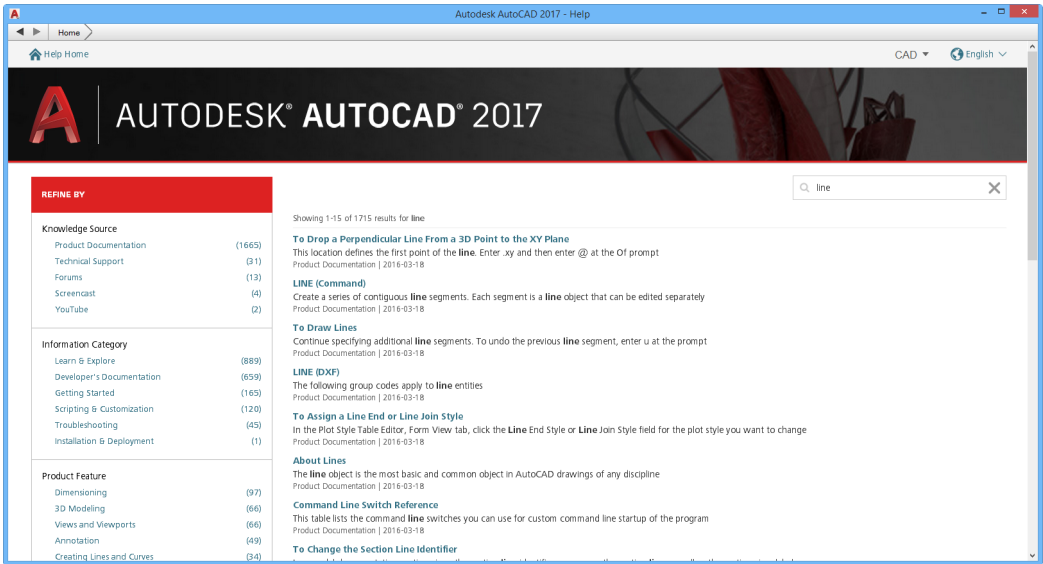 Autodesk AutoCAD 2017 - Help
Home
Help Home
CAD
English
AUTODESK® AUTOCAD® 2017
REFINE BY
Knowledge Source
Product Documentation (1665)
Technical Support (31)
Forums (13)
Screencast (4)
YouTube (2)
Information Category
Learn & Explore (889)
Developer's Documentation (659)
Getting Started (165)
Scripting & Customization (120)
Troubleshooting (45)
Installation & Deployment (1)
Product Feature
Dimensioning (97)
3D Modeling (66)
Views and Viewports (66)
Annotation (49)
Creating Lines and Curves (34)
line
Showing 1-15 of 1715 results for line
To Drop a Perpendicular Line From a 3D Point to the XY Plane
This location defines the first point of the line. Enter .xy and then enter @ at the Of prompt
Product Documentation | 2016-03-18
LINE (Command)
Create a series of contiguous line segments. Each segment is a line object that can be edited separately
Product Documentation | 2016-03-18
To Draw Lines
Continue specifying additional line segments. To undo the previous line segment, enter u at the prompt
Product Documentation | 2016-03-18
LINE (DXF)
The following group codes apply to line entities
Product Documentation | 2016-03-18
To Assign a Line End or Line Join Style
In the Plot Style Table Editor, Form View tab, click the Line End Style or Line Join Style field for the plot style you want to change
Product Documentation | 2016-03-18
About Lines
The line object is the most basic and common object in AutoCAD drawings of any discipline
Product Documentation | 2016-03-18
Command Line Switch Reference
This table lists the command line switches you can use for custom command line startup of the program
Product Documentation | 2016-03-18
To Change the Section Line Identifier